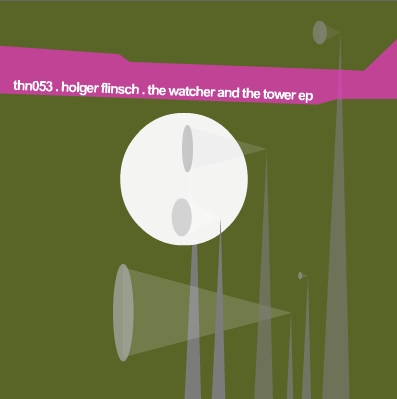 thn053 . holger flinsch . the watcher and the tower ep